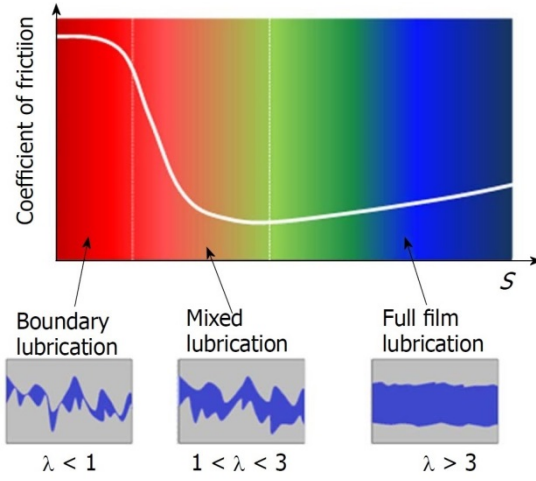 Coefficient of friction
S
Boundary
lubrication
Mixed
lubrication
Full film
lubrication
λ < 1
1 < λ < 3
λ > 3